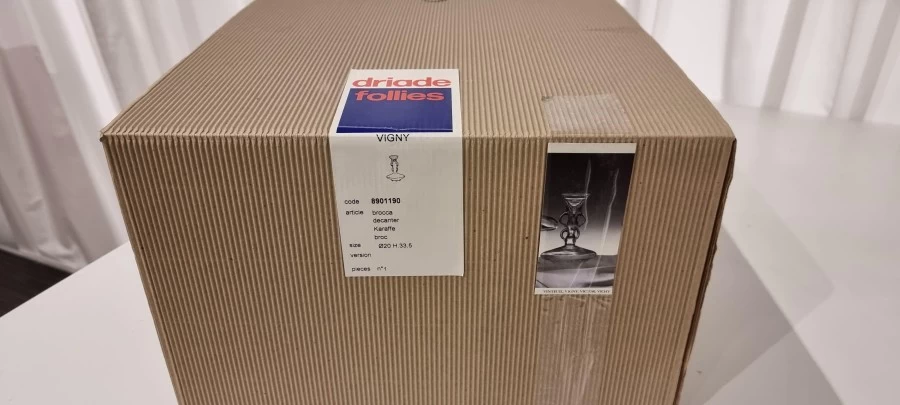 driade
follies
VIGNY
code 8901190
article brocca
decanter
Karaffe
broc
size Ø20 H.33,5
version
pieces n°1